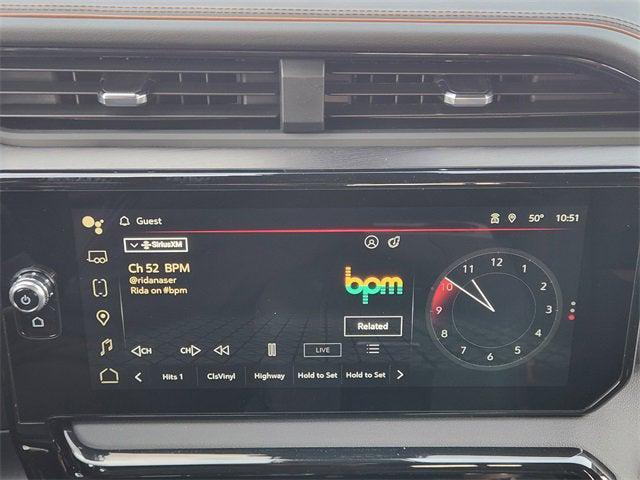 Guest
50° 10:51
SiriusXM
Ch 52 BPM
@ridanaser
Rida on #bpm
bpm
Related
CH CH LIVE
Hits 1 ClsVinyl Highway Hold to Set Hold to Set
12
1
2
3
4
5
6
7
8
9
10
11